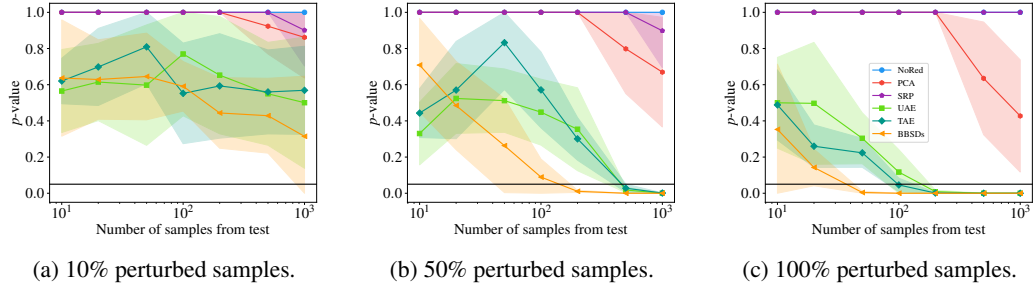 1.0
0.8
0.6
0.4
0.2
0.0
p-value
10¹
10²
10³
Number of samples from test
(a) 10% perturbed samples.
1.0
0.8
0.6
0.4
0.2
0.0
p-value
10¹
10²
10³
Number of samples from test
(b) 50% perturbed samples.
1.0
0.8
0.6
0.4
0.2
0.0
p-value
NoRed
PCA
SRP
UAE
TAE
BBSDs
10¹
10²
10³
Number of samples from test
(c) 100% perturbed samples.